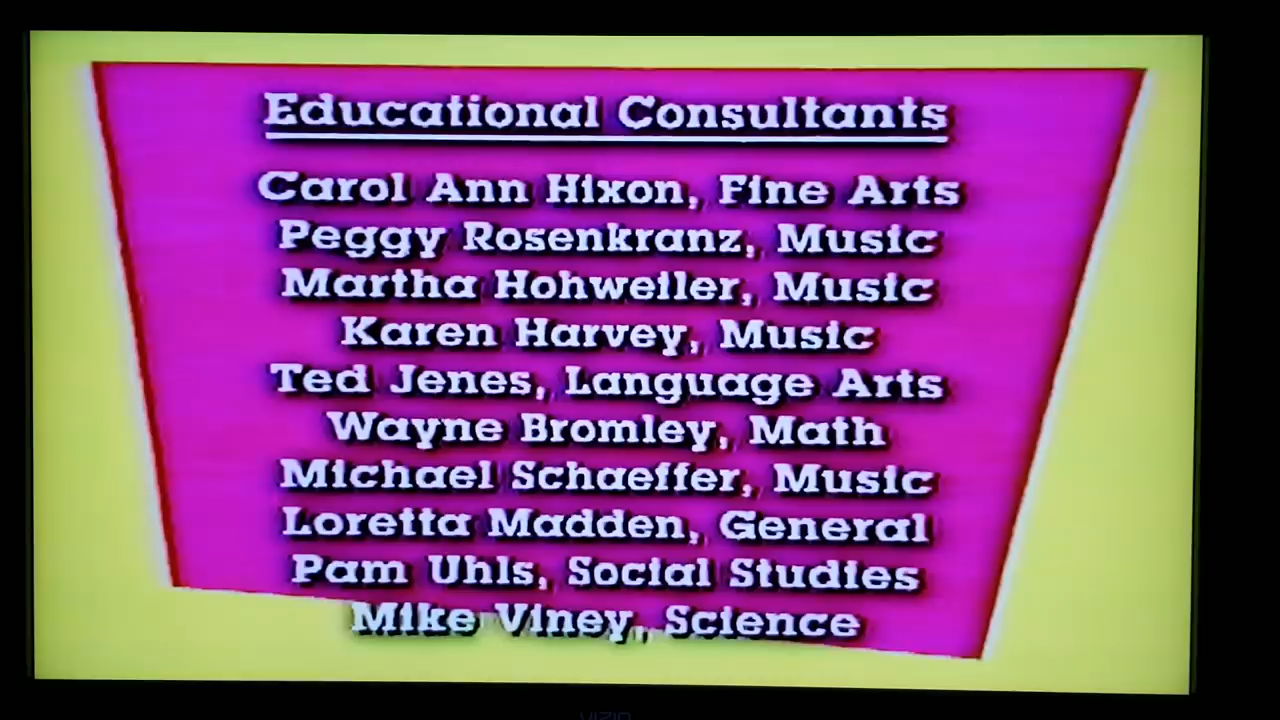 Educational Consultants
Carol Ann Hixon, Fine Arts
Peggy Rosenkranz, Music
Martha Hohweiler, Music
Karen Harvey, Music
Ted Jenes, Language Arts
Wayne Bromley, Math
Michael Schaeffer, Music
Loretta Madden, General
Pam Uhls, Social Studies
Mike Viney, Science
VIZIO